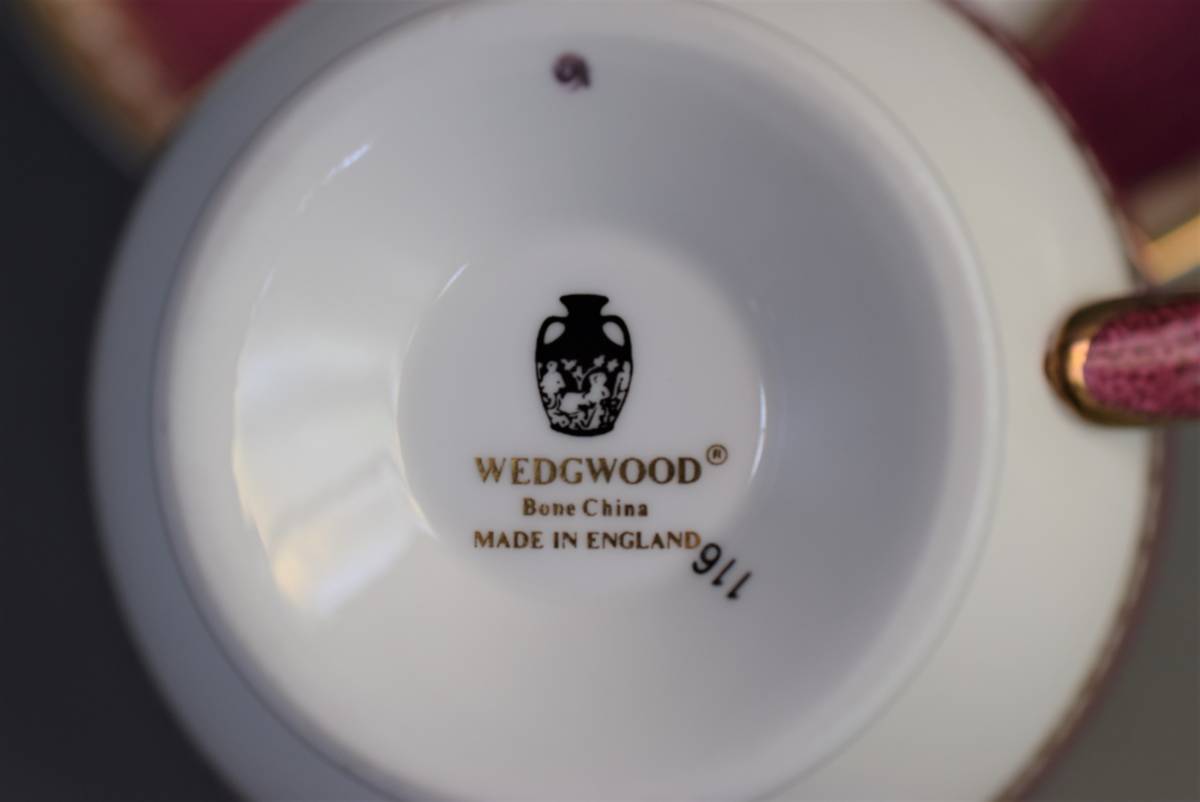 WEDGWOOD®
Bone China
MADE IN ENGLAND
116